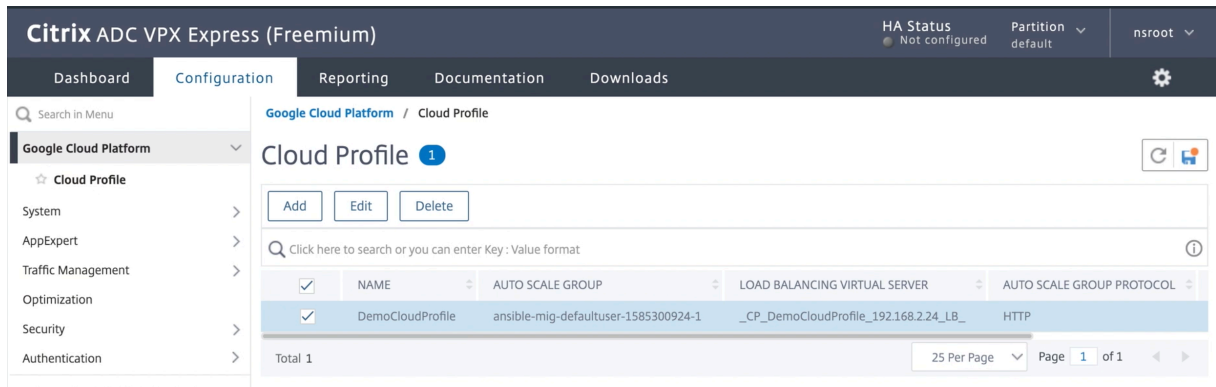 Citrix ADC VPX Express (Freemium)
HA Status
Not configured
Partition
default
nsroot
Dashboard Configuration Reporting Documentation Downloads
Search in Menu
Google Cloud Platform
Cloud Profile
System
AppExpert
Traffic Management
Optimization
Security
Authentication
Google Cloud Platform / Cloud Profile
Cloud Profile 1
Add Edit Delete
Click here to search or you can enter Key : Value format
NAME AUTO SCALE GROUP LOAD BALANCING VIRTUAL SERVER AUTO SCALE GROUP PROTOCOL
DemoCloudProfile ansible-mig-defaultuser-1585300924-1 _CP_DemoCloudProfile_192.168.2.24_LB_ HTTP
Total 1 25 Per Page Page 1 of 1